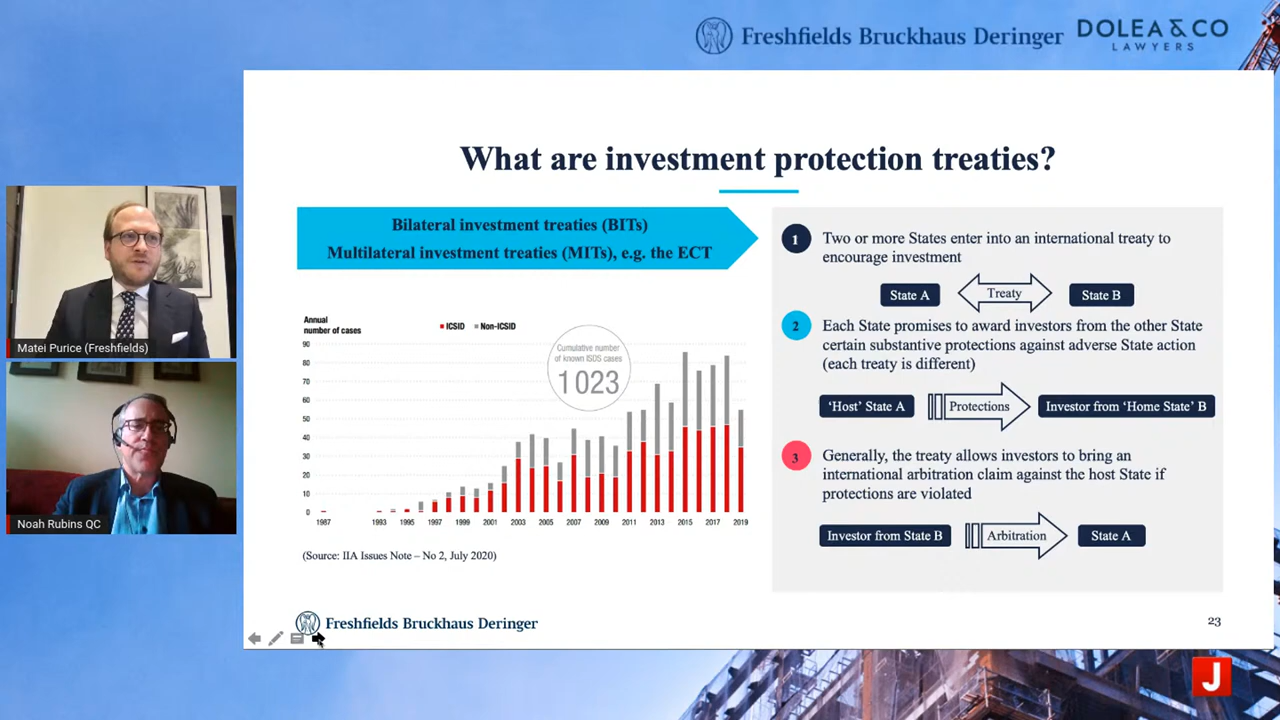 Freshfields Bruckhaus Deringer
DOLEA & CO
LAWYERS
What are investment protection treaties?
Bilateral investment treaties (BITs)
Multilateral investment treaties (MITs), e.g. the ECT
Annual
number of cases
ICSID
Non-ICSID
Cumulative number
of known ISDS cases
1 023
90
80
70
60
50
40
30
20
10
0
1987
1993
1995
1997
1999
2001
2003
2005
2007
2009
2011
2013
2015
2017
2019
(Source: IIA Issues Note – No 2, July 2020)
1
Two or more States enter into an international treaty to
encourage investment
State A
Treaty
State B
2
Each State promises to award investors from the other State
certain substantive protections against adverse State action
(each treaty is different)
‘Host’ State A
Protections
Investor from ‘Home State’ B
3
Generally, the treaty allows investors to bring an
international arbitration claim against the host State if
protections are violated
Investor from State B
Arbitration
State A
Matei Purice (Freshfields)
Noah Rubins QC
Freshfields Bruckhaus Deringer
23
J